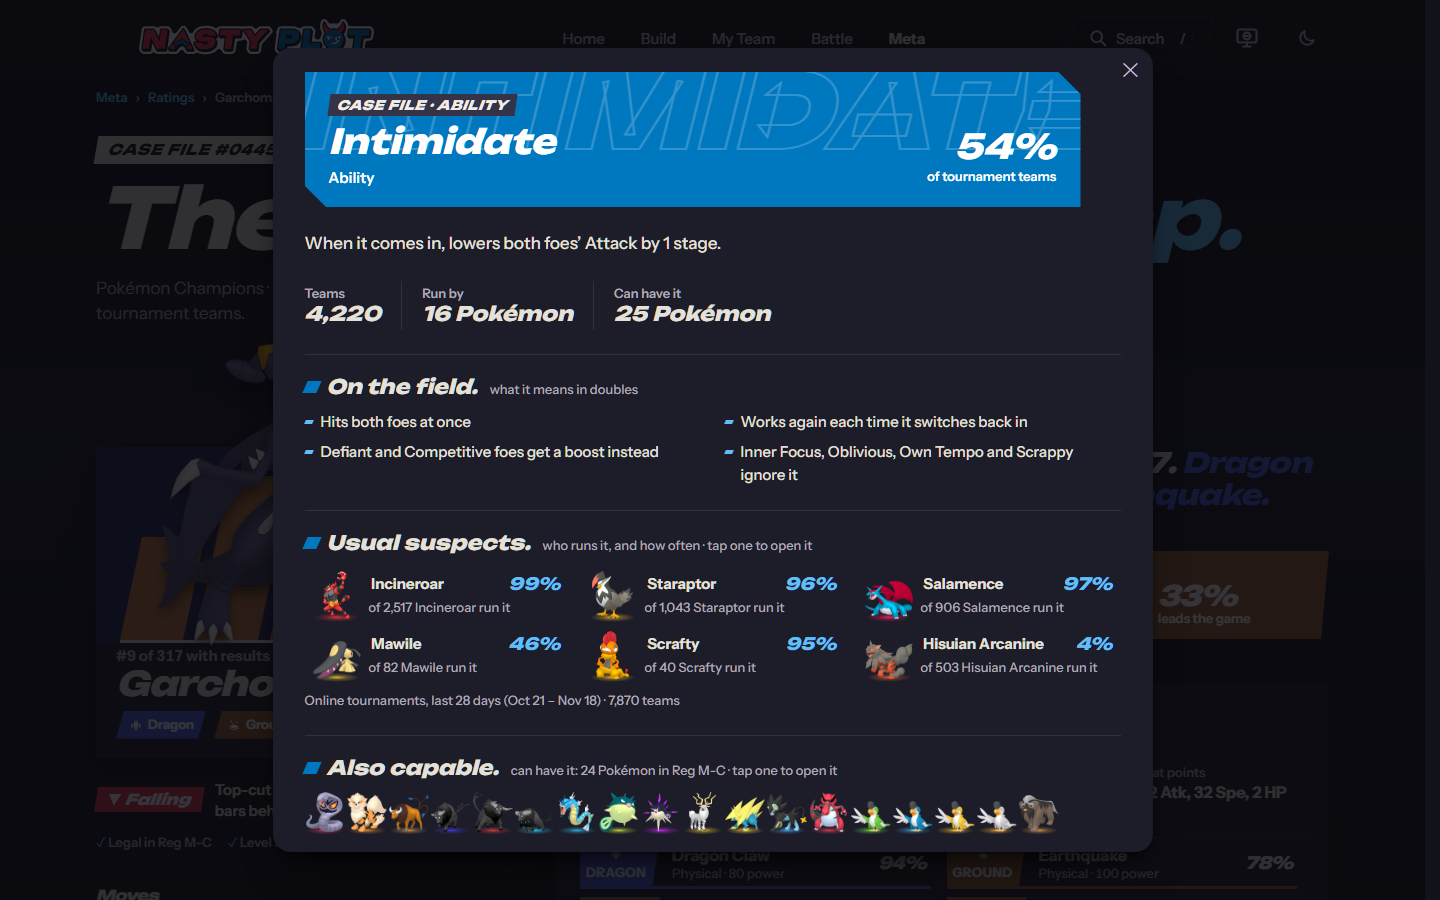 NASTY PLOT
Home Build My Team Battle Meta
Search /
Meta › Ratings › Garchom
CASE FILE #0445
The
p.
Pokémon Champions ·
tournament teams.
INTIMIDATE
CASE FILE · ABILITY
Intimidate
Ability
54%
of tournament teams
When it comes in, lowers both foes’ Attack by 1 stage.
Teams
4,220
Run by
16 Pokémon
Can have it
25 Pokémon
On the field. what it means in doubles
Hits both foes at once
Works again each time it switches back in
Defiant and Competitive foes get a boost instead
Inner Focus, Oblivious, Own Tempo and Scrappy
ignore it
7. Dragon
quake.
33%
leads the game
Usual suspects. who runs it, and how often · tap one to open it
Incineroar 99%
of 2,517 Incineroar run it
Staraptor 96%
of 1,043 Staraptor run it
Salamence 97%
of 906 Salamence run it
Mawile 46%
of 82 Mawile run it
Scrafty 95%
of 40 Scrafty run it
Hisuian Arcanine 4%
of 503 Hisuian Arcanine run it
Online tournaments, last 28 days (Oct 21 – Nov 18) · 7,870 teams
Also capable. can have it: 24 Pokémon in Reg M-C · tap one to open it
#9 of 317 with results
Garcho
Dragon
Grou
▼ Falling
Top-cut
bars beh
✓ Legal in Reg M-C ✓ Level
Moves
at points
2 Atk, 32 Spe, 2 HP
DRAGON
Dragon Claw
Physical · 80 power
94%
GROUND
Earthquake
Physical · 100 power
78%